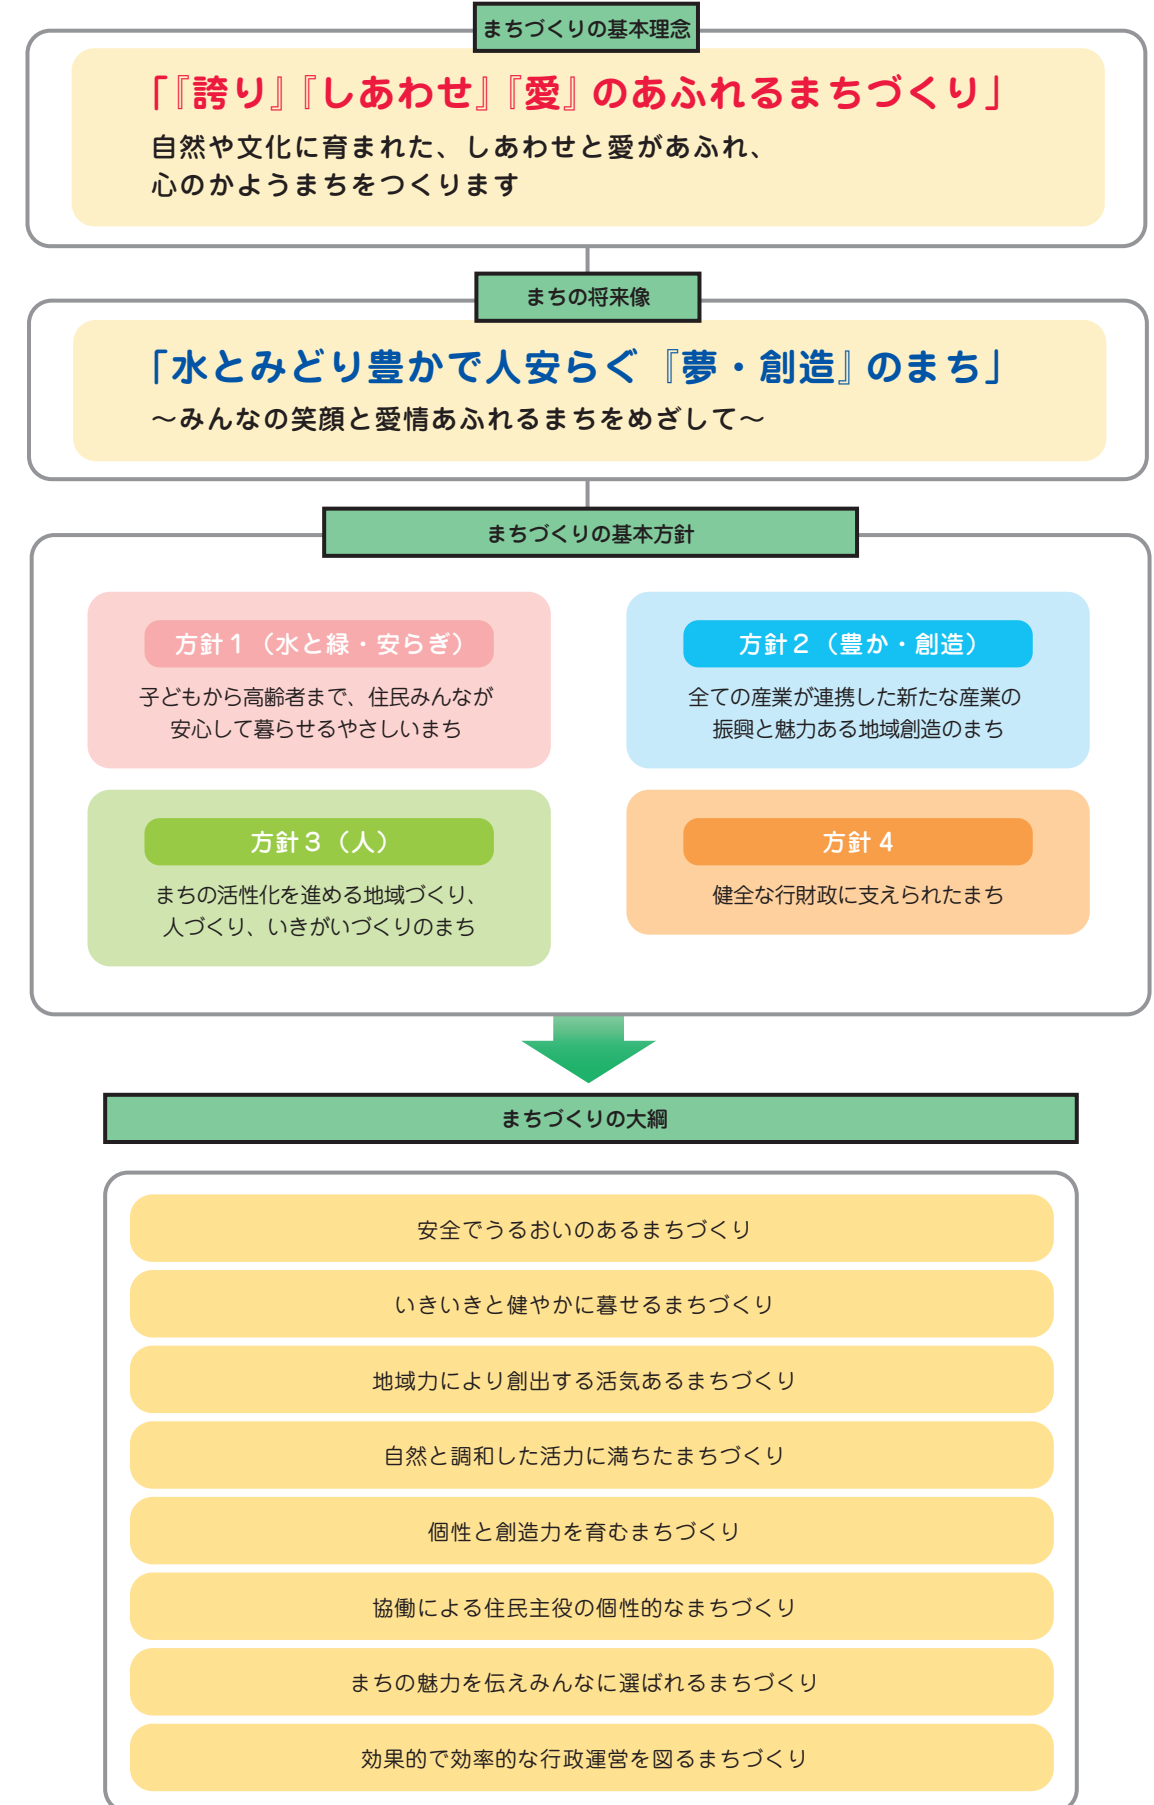 まちづくりの基本理念
「『誇り』『しあわせ』『愛』のあふれるまちづくり」
自然や文化に育まれた、しあわせと愛があふれ、
心のかようまちをつくります
まちの将来像
「水とみどり豊かで人安らぐ『夢・創造』のまち」
～みんなの笑顔と愛情あふれるまちをめざして～
まちづくりの基本方針
方針１（水と緑・安らぎ）
子どもから高齢者まで、住民みんなが
安心して暮らせるやさしいまち
方針２（豊か・創造）
全ての産業が連携した新たな産業の
振興と魅力ある地域創造のまち
方針３（人）
まちの活性化を進める地域づくり、
人づくり、いきがいづくりのまち
方針４
健全な行財政に支えられたまち
まちづくりの大綱
安全でうるおいのあるまちづくり
いきいきと健やかに暮せるまちづくり
地域力により創出する活気あるまちづくり
自然と調和した活力に満ちたまちづくり
個性と創造力を育むまちづくり
協働による住民主役の個性的なまちづくり
まちの魅力を伝えみんなに選ばれるまちづくり
効果的で効率的な行政運営を図るまちづくり